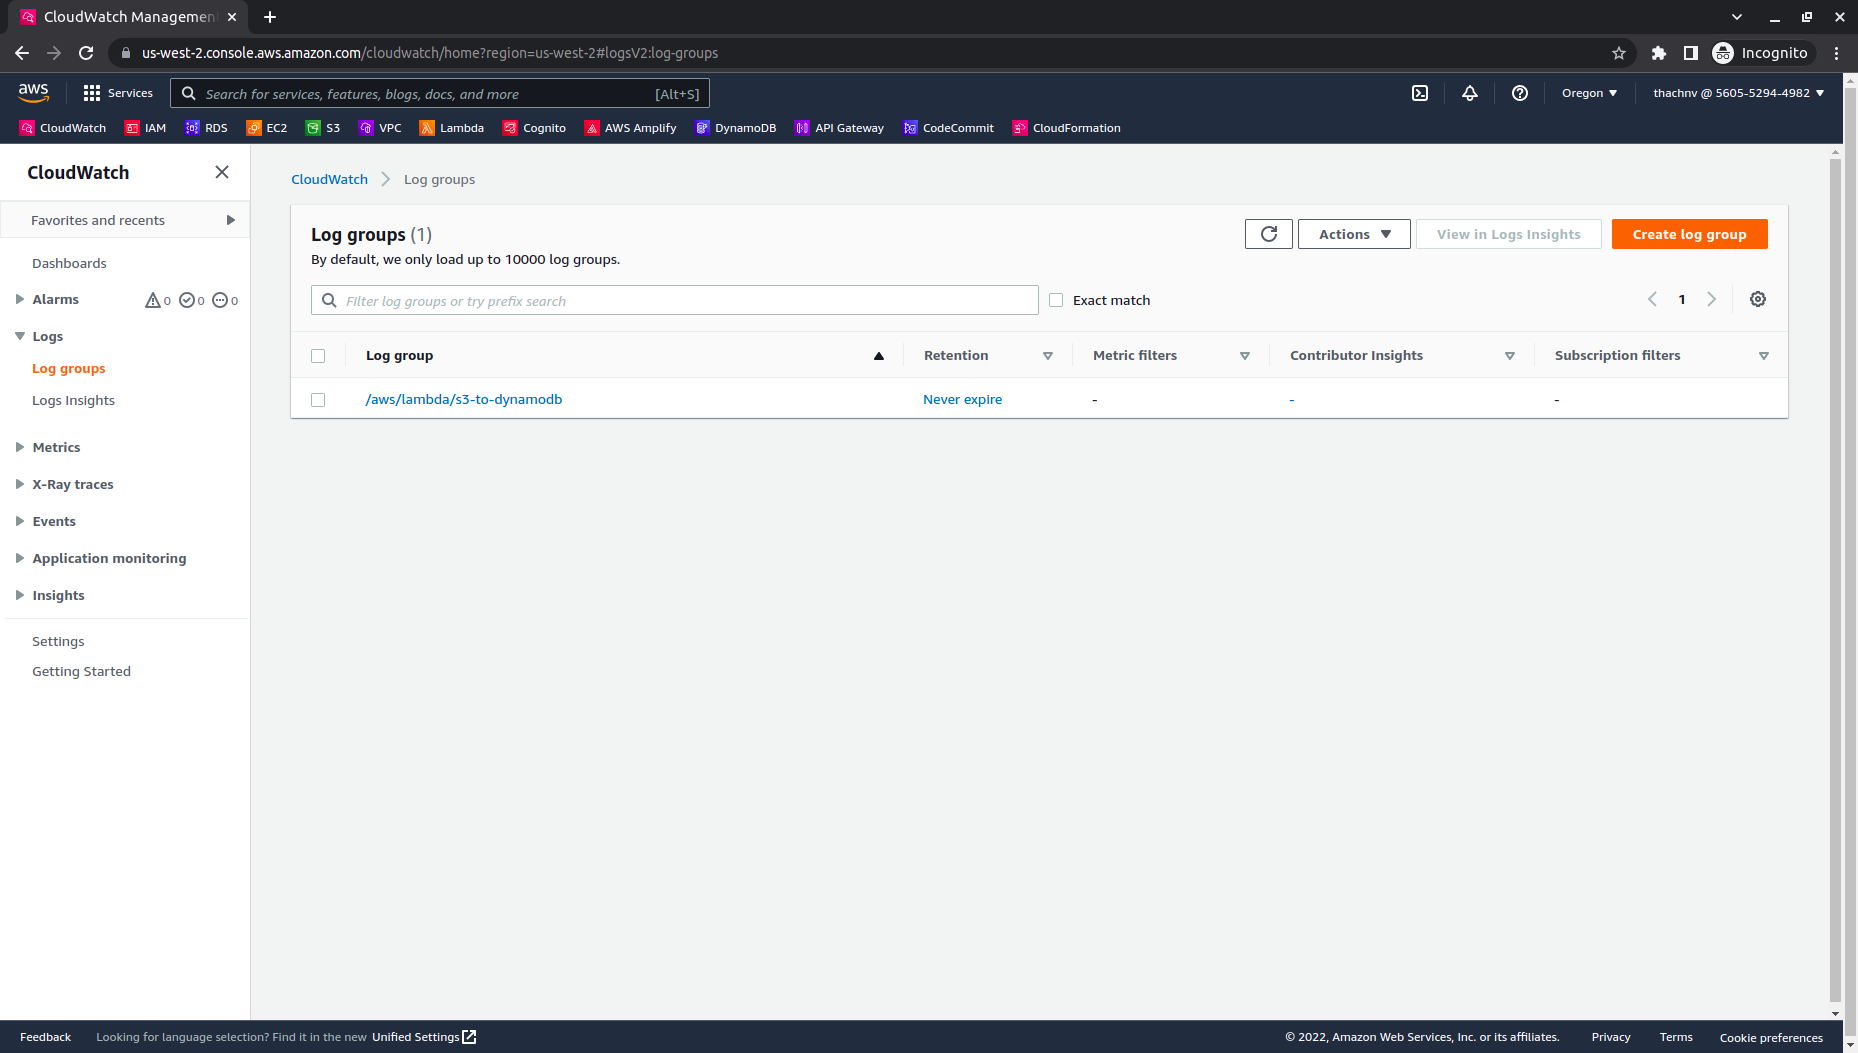 CloudWatch Managemen
us-west-2.console.aws.amazon.com/cloudwatch/home?region=us-west-2#logsV2:log-groups
Incognito
aws
Services
Search for services, features, blogs, docs, and more [Alt+S]
Oregon
thachnv @ 5605-5294-4982
CloudWatch IAM RDS EC2 S3 VPC Lambda Cognito AWS Amplify DynamoDB API Gateway CodeCommit CloudFormation
CloudWatch
Favorites and recents
Dashboards
Alarms 0 0 0
Logs
Log groups
Logs Insights
Metrics
X-Ray traces
Events
Application monitoring
Insights
Settings
Getting Started
CloudWatch Log groups
Log groups (1)
By default, we only load up to 10000 log groups.
Actions
View in Logs Insights
Create log group
Filter log groups or try prefix search
Exact match
1
Log group Retention Metric filters Contributor Insights Subscription filters
/aws/lambda/s3-to-dynamodb Never expire - - -
Feedback Looking for language selection? Find it in the new Unified Settings
© 2022, Amazon Web Services, Inc. or its affiliates. Privacy Terms Cookie preferences